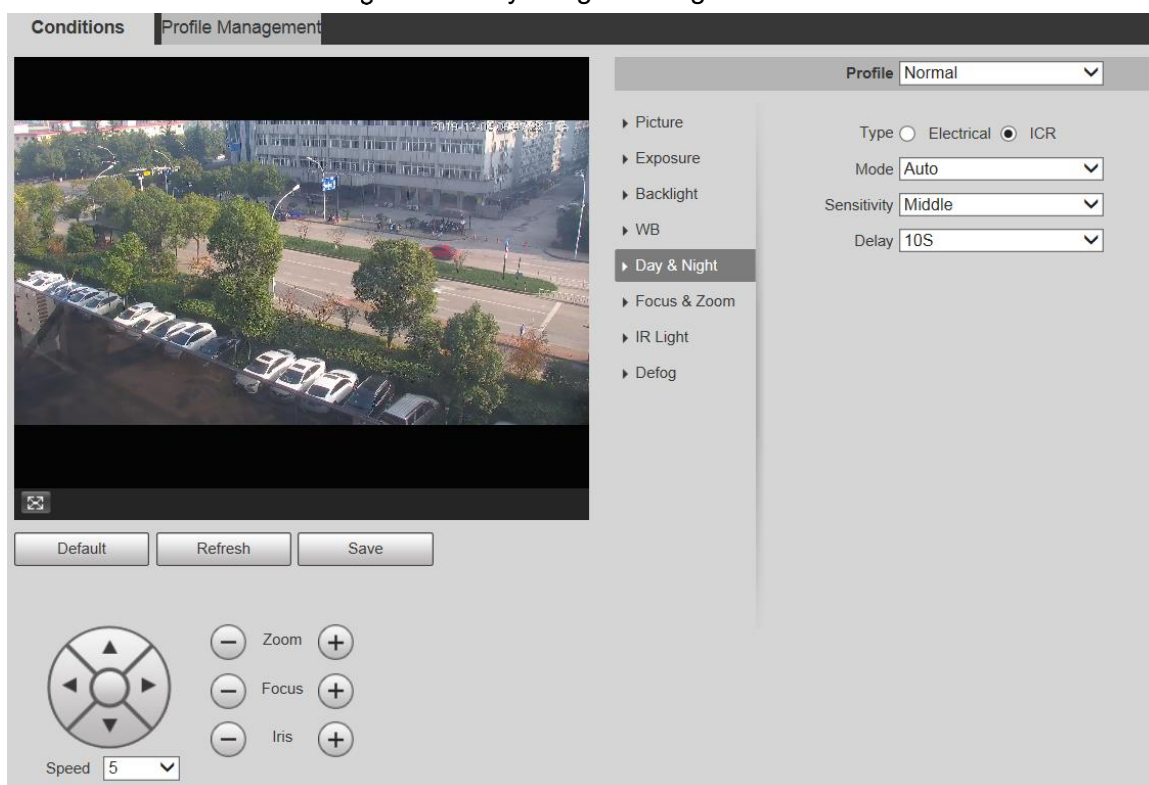 Conditions
Profile Management
Profile Normal
Picture
Exposure
Backlight
WB
Day & Night
Focus & Zoom
IR Light
Defog
Type Electrical ICR
Mode Auto
Sensitivity Middle
Delay 10S
Default Refresh Save
Zoom
Focus
Iris
Speed 5